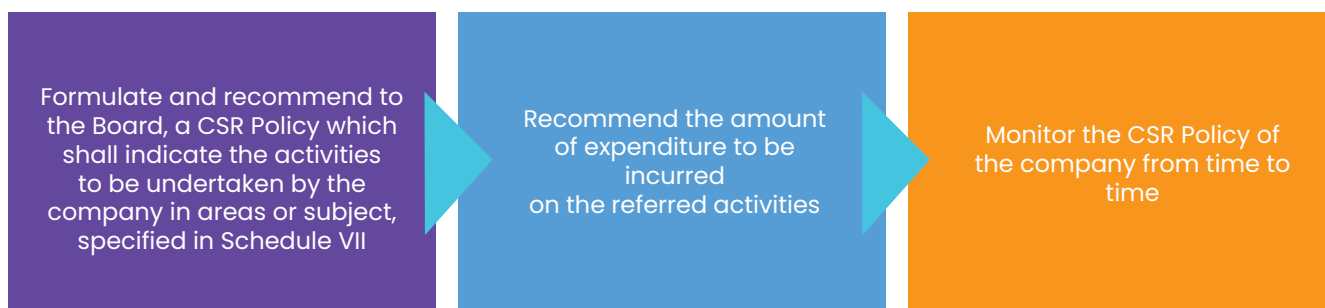 Formulate and recommend to
the Board, a CSR Policy which
shall indicate the activities
to be undertaken by the
company in areas or subject,
specified in Schedule VII
Recommend the amount
of expenditure to be
incurred
on the referred activities
Monitor the CSR Policy of
the company from time to
time